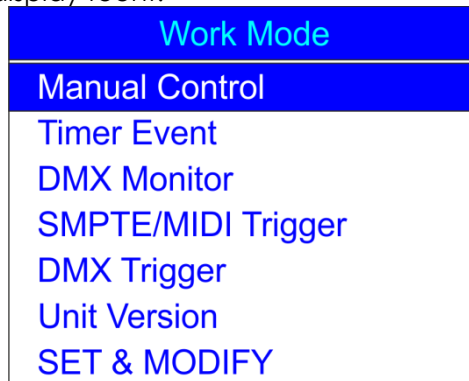 Work Mode
Manual Control
Timer Event
DMX Monitor
SMPTE/MIDI Trigger
DMX Trigger
Unit Version
SET & MODIFY